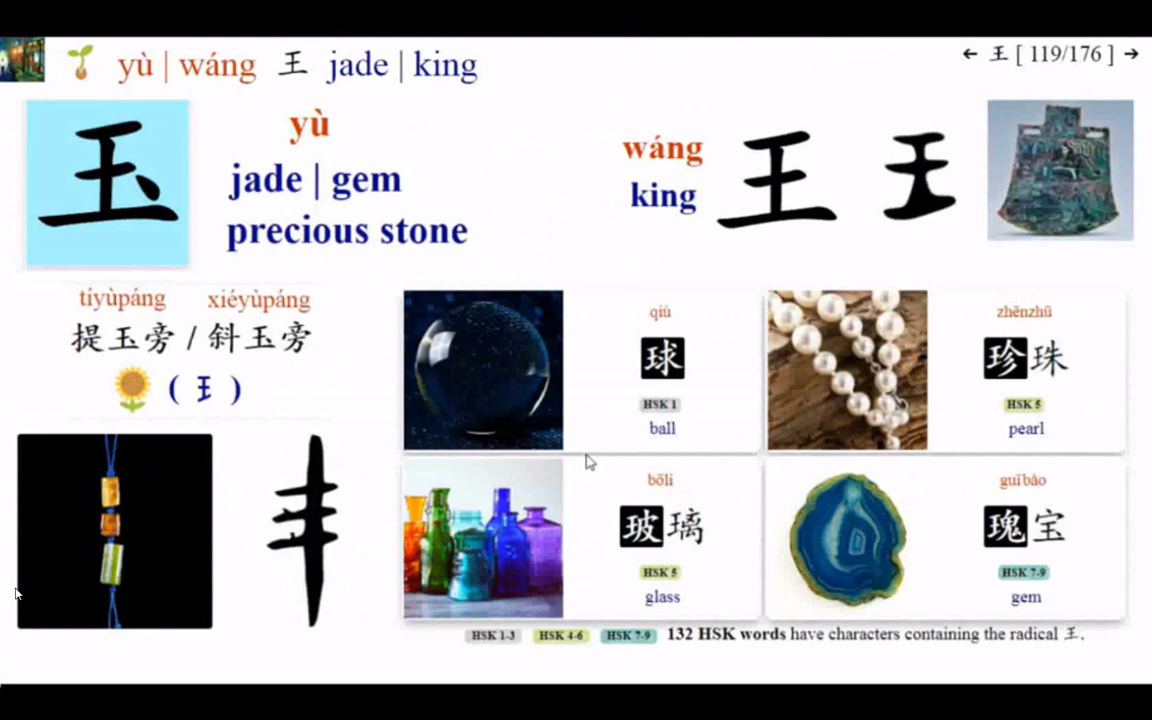 yù | wáng 王 jade | king
← 王 [ 119/176 ] →
玉
yù
jade | gem
precious stone
wáng
king
王
tíyùpáng xiéyùpáng
提玉旁 / 斜玉旁
( 𤣩 )
qiú
球
HSK 1
ball
zhēnzhū
珍珠
HSK 5
pearl
bōli
玻璃
HSK 5
glass
guībǎo
瑰宝
HSK 7-9
gem
HSK 1-3 HSK 4-6 HSK 7-9 132 HSK words have characters containing the radical 王.